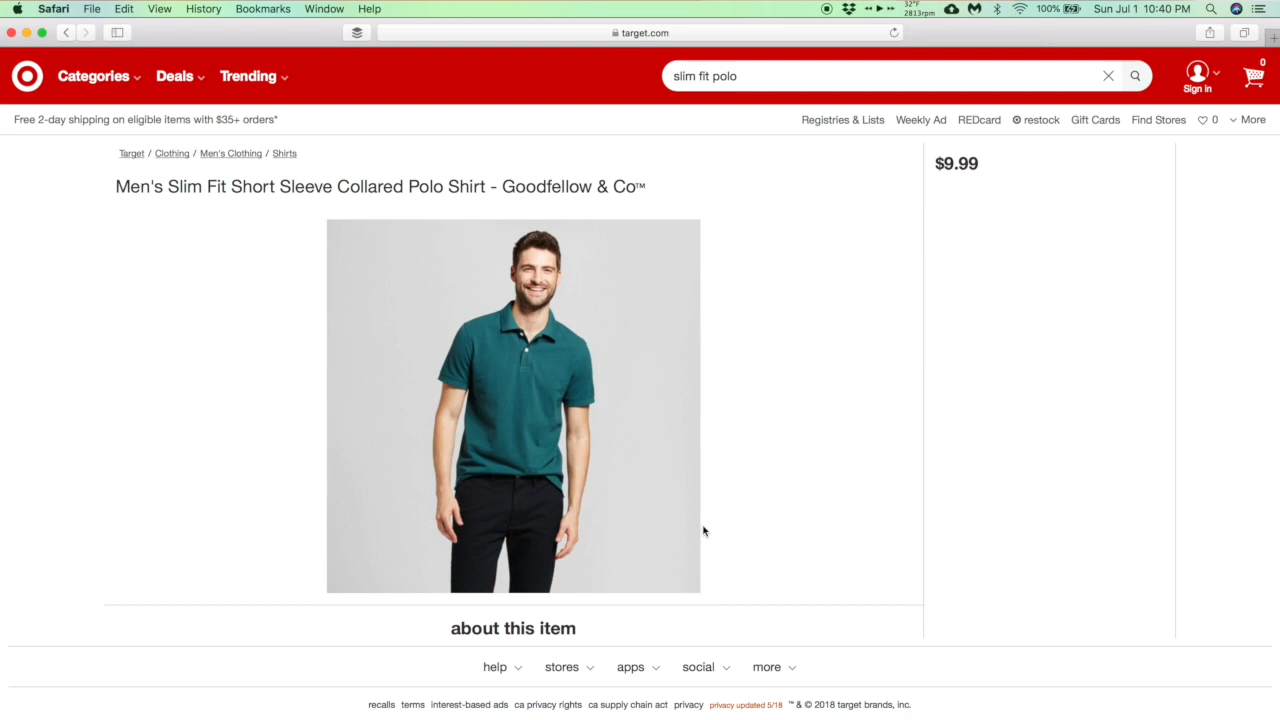 Safari File Edit View History Bookmarks Window Help 32°F 2813rpm 100% Sun Jul 1 10:40 PM
target.com
Categories Deals Trending slim fit polo Sign in 0
Free 2-day shipping on eligible items with $35+ orders* Registries & Lists Weekly Ad REDcard restock Gift Cards Find Stores 0 More
Target / Clothing / Men's Clothing / Shirts
$9.99
Men's Slim Fit Short Sleeve Collared Polo Shirt - Goodfellow & Co™
about this item
help stores apps social more
recalls terms interest-based ads ca privacy rights ca supply chain act privacy privacy updated 5/18 ™ & © 2018 target brands, inc.